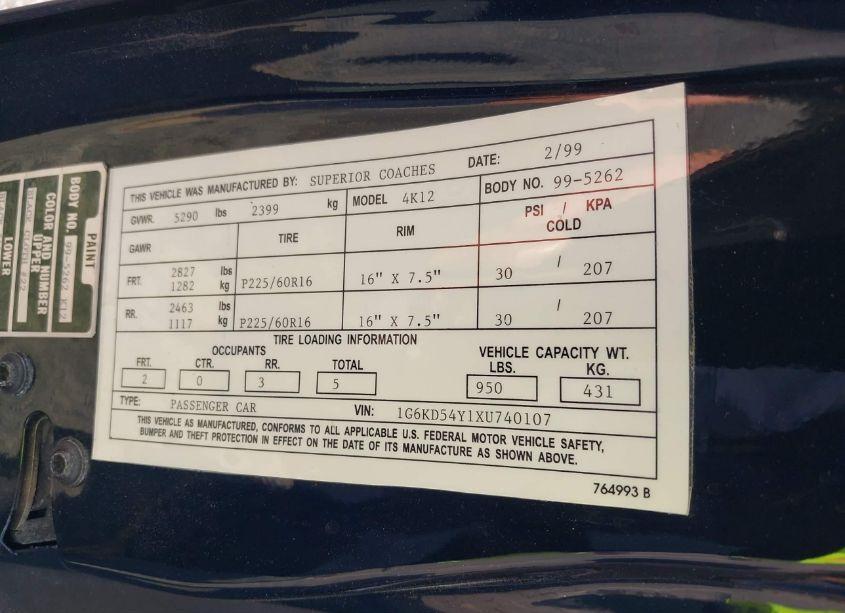 THIS VEHICLE WAS MANUFACTURED BY: SUPERIOR COACHES DATE: 2/99
GVWR. 5290 lbs 2399 kg MODEL 4K12 BODY NO. 99-5262
GAWR TIRE RIM PSI / KPA
COLD
FRT. 2827 lbs
1282 kg P225/60R16 16" X 7.5" 30 / 207
RR. 2463 lbs
1117 kg P225/60R16 16" X 7.5" 30 / 207
TIRE LOADING INFORMATION
OCCUPANTS VEHICLE CAPACITY WT.
FRT. CTR. RR. TOTAL LBS. KG.
2 0 3 5 950 431
TYPE: PASSENGER CAR VIN: 1G6KD54Y1XU740107
THIS VEHICLE AS MANUFACTURED, CONFORMS TO ALL APPLICABLE U.S. FEDERAL MOTOR VEHICLE SAFETY,
BUMPER AND THEFT PROTECTION IN EFFECT ON THE DATE OF ITS MANUFACTURE AS SHOWN ABOVE.
764993 B
PAINT
BODY NO. 99-5262 K12
COLOR AND NUMBER
UPPER
BLACK
LOWER